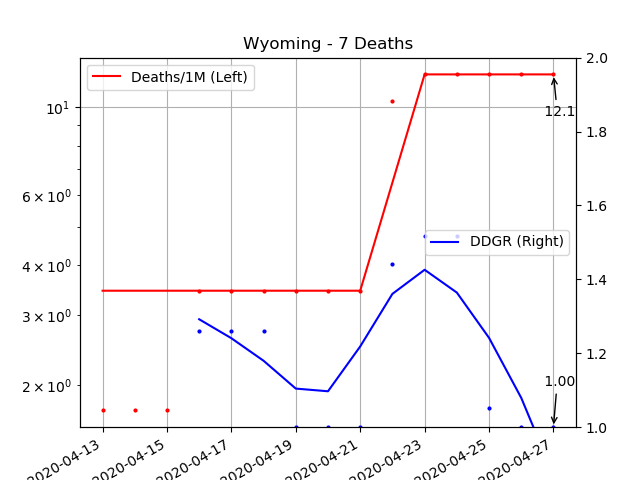 Wyoming - 7 Deaths
Deaths/1M (Left)
DDGR (Right)
10¹
6 × 10⁰
4 × 10⁰
3 × 10⁰
2 × 10⁰
2.0
1.8
1.6
1.4
1.2
1.0
12.1
1.00
2020-04-13
2020-04-15
2020-04-17
2020-04-19
2020-04-21
2020-04-23
2020-04-25
2020-04-27